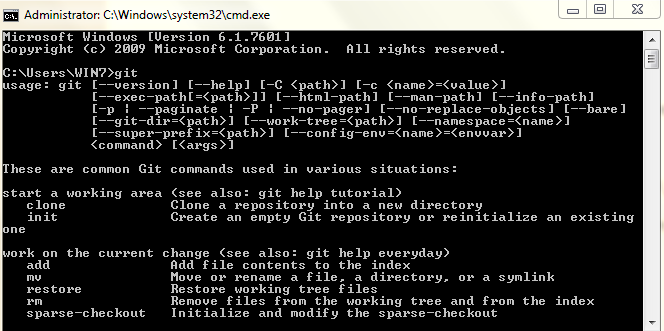 Administrator: C:\Windows\system32\cmd.exe
Microsoft Windows [Version 6.1.7601]
Copyright (c) 2009 Microsoft Corporation.  All rights reserved.
C:\Users\WIN7>git
usage: git [--version] [--help] [-C <path>] [-c <name>=<value>]
           [--exec-path[=<path>]] [--html-path] [--man-path] [--info-path]
           [-p | --paginate | -P | --no-pager] [--no-replace-objects] [--bare]
           [--git-dir=<path>] [--work-tree=<path>] [--namespace=<name>]
           [--super-prefix=<path>] [--config-env=<name>=<envvar>]
           <command> [<args>]
These are common Git commands used in various situations:
start a working area (see also: git help tutorial)
   clone             Clone a repository into a new directory
   init              Create an empty Git repository or reinitialize an existing
one
work on the current change (see also: git help everyday)
   add               Add file contents to the index
   mv                Move or rename a file, a directory, or a symlink
   restore           Restore working tree files
   rm                Remove files from the working tree and from the index
   sparse-checkout   Initialize and modify the sparse-checkout